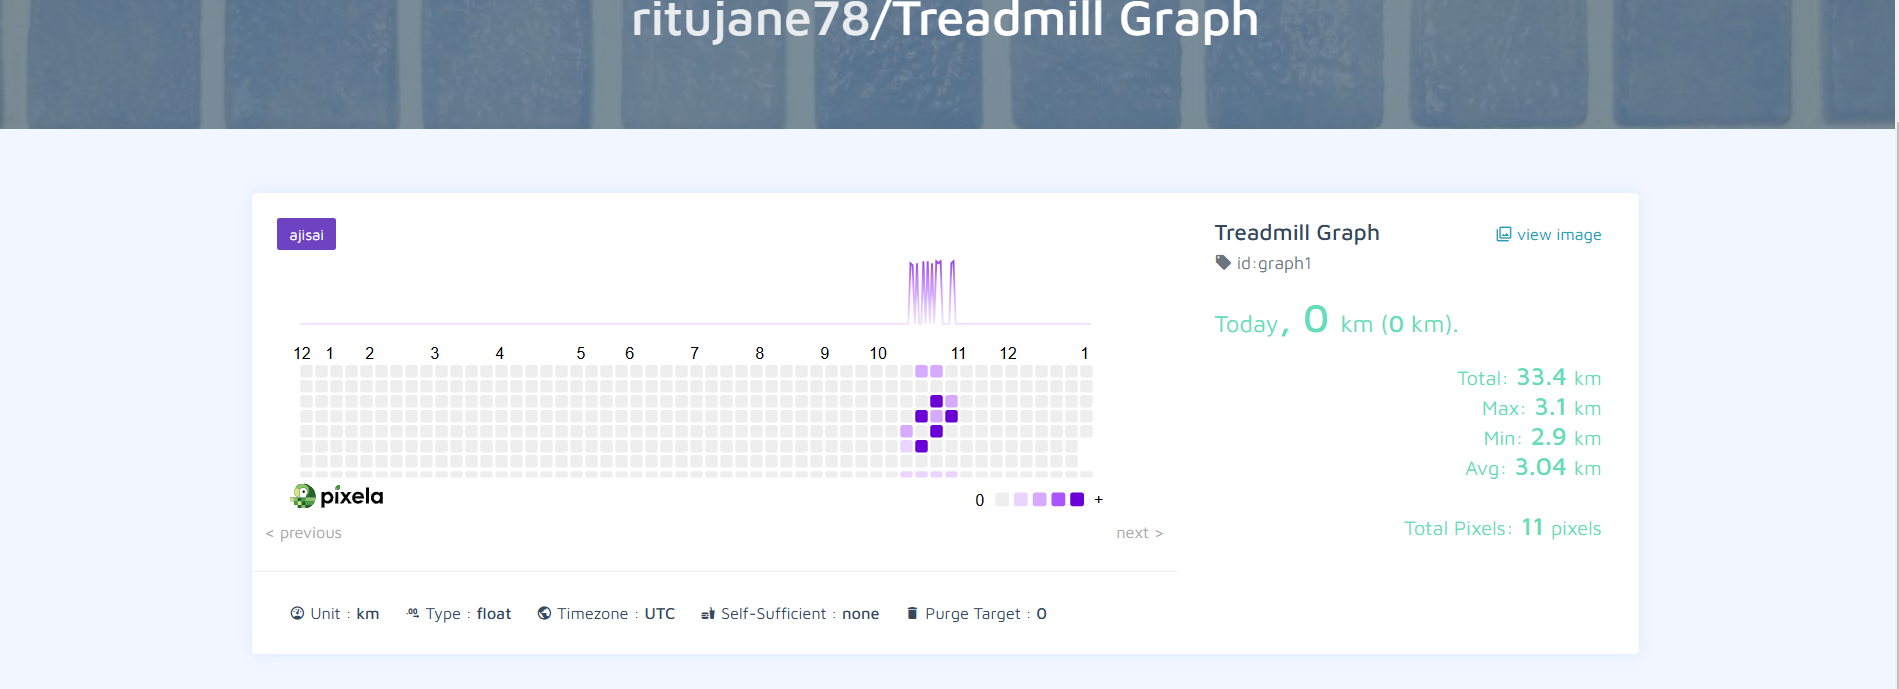 ritujane78/Treadmill Graph
ajisai
12 1 2 3 4 5 6 7 8 9 10 11 12 1
pixela
0 +
< previous next >
Unit : km Type : float Timezone : UTC Self-Sufficient : none Purge Target : 0
Treadmill Graph view image
id:graph1
Today, 0 km (0 km).
Total: 33.4 km
Max: 3.1 km
Min: 2.9 km
Avg: 3.04 km
Total Pixels: 11 pixels